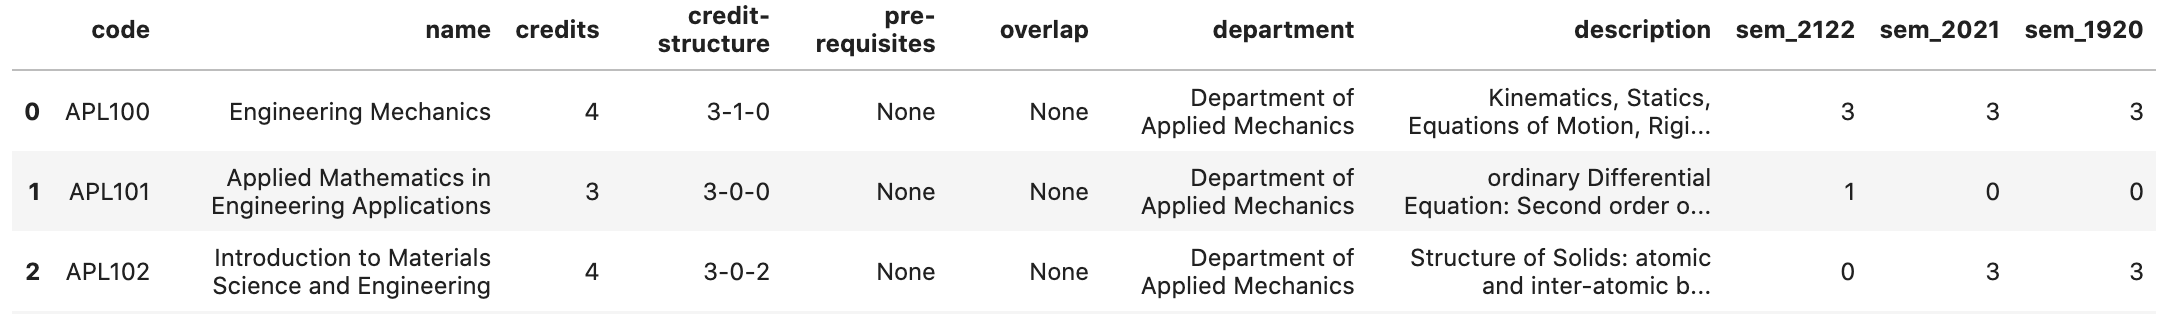 code name credits credit-structure pre-requisites overlap department description sem_2122 sem_2021 sem_1920
0 APL100 Engineering Mechanics 4 3-1-0 None None Department of Applied Mechanics Kinematics, Statics, Equations of Motion, Rigi... 3 3 3
1 APL101 Applied Mathematics in Engineering Applications 3 3-0-0 None None Department of Applied Mechanics ordinary Differential Equation: Second order o... 1 0 0
2 APL102 Introduction to Materials Science and Engineering 4 3-0-2 None None Department of Applied Mechanics Structure of Solids: atomic and inter-atomic b... 0 3 3